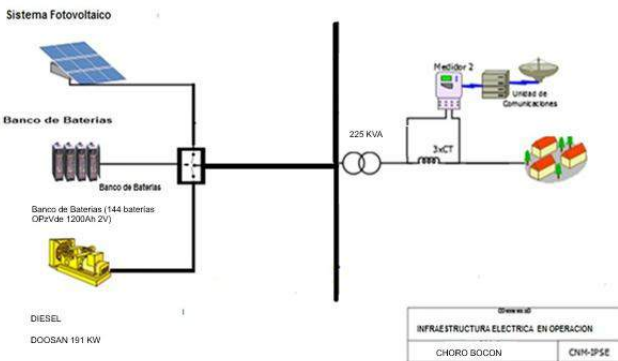 Sistema Fotovoltaico
Banco de Baterias
Banco de Baterias
Banco de Baterias (144 baterías
OPzVde 1200Ah 2V)
DIESEL
DOOSAN 191 KW
225 KVA
Medidor 2
Unidad de
Comunicaciones
3xCT
INFRAESTRUCTURA ELECTRICA EN OPERACION
CHORO BOCON
CNM-IPSE